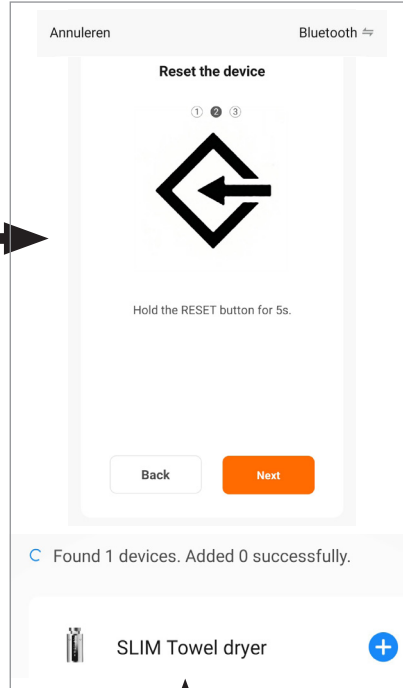 Annuleren
Bluetooth ⇋
Reset the device
1 2 3
Hold the RESET button for 5s.
Back
Next
Found 1 devices. Added 0 successfully.
SLIM Towel dryer